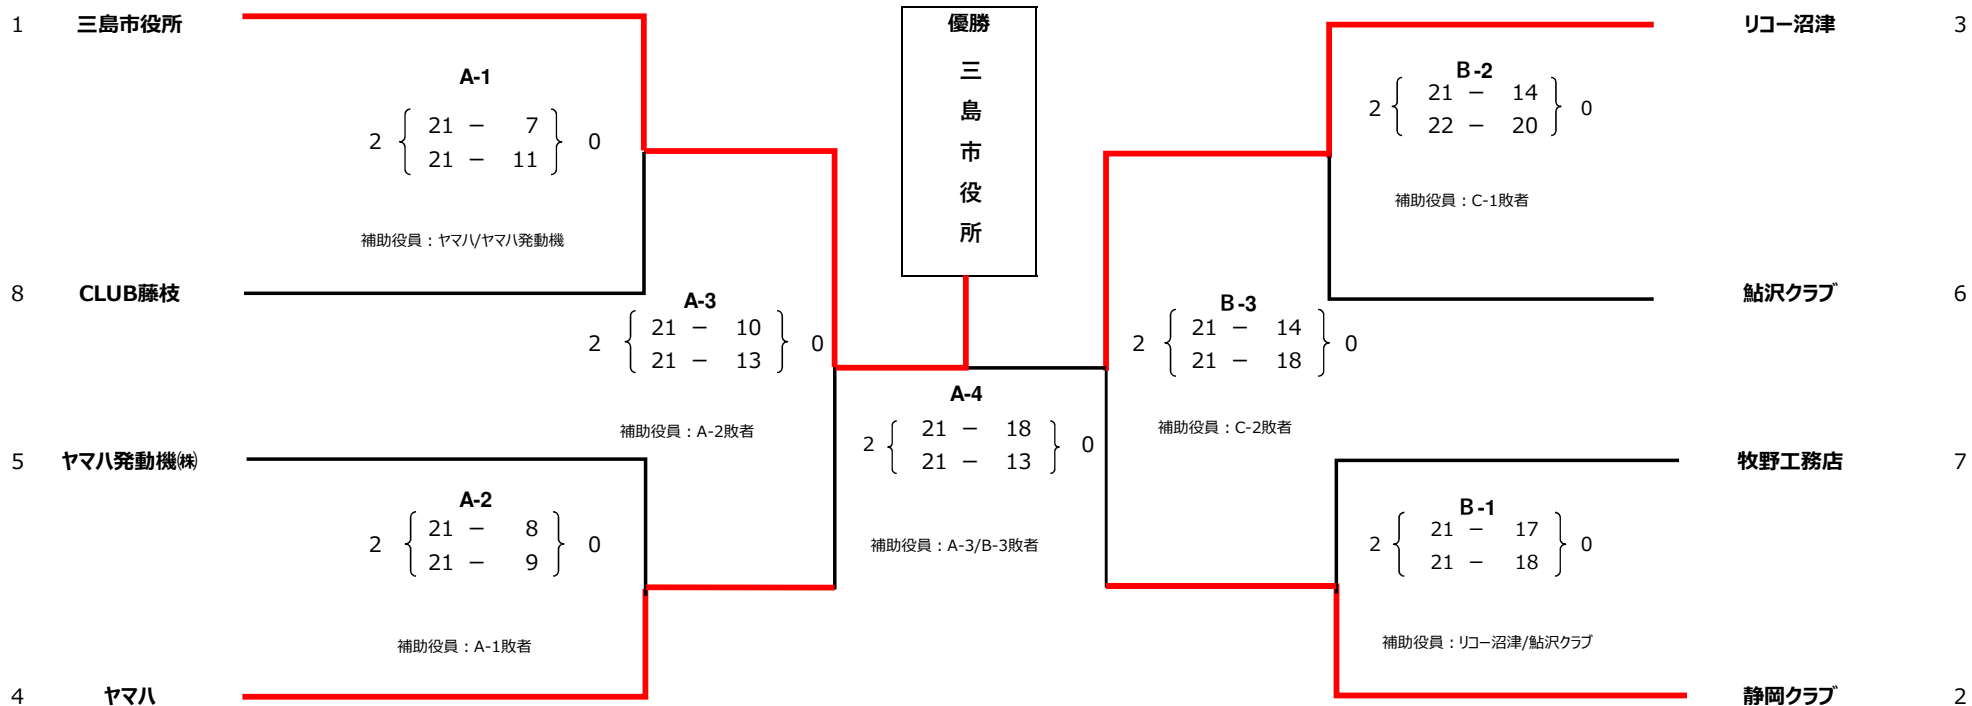 1 三島市役所
A-1
2 { 21 － 7 } 0
21 － 11
補助役員：ヤマハ/ヤマハ発動機
8 CLUB藤枝
A-3
2 { 21 － 10 } 0
21 － 13
補助役員：A-2敗者
5 ヤマハ発動機㈱
A-2
2 { 21 － 8 } 0
21 － 9
補助役員：A-1敗者
4 ヤマハ
優勝
三島市役所
A-4
2 { 21 － 18 } 0
21 － 13
補助役員：A-3/B-3敗者
リコー沼津 3
B-2
2 { 21 － 14 } 0
22 － 20
補助役員：C-1敗者
鮎沢クラブ 6
B-3
2 { 21 － 14 } 0
21 － 18
補助役員：C-2敗者
牧野工務店 7
B-1
2 { 21 － 17 } 0
21 － 18
補助役員：リコー沼津/鮎沢クラブ
静岡クラブ 2